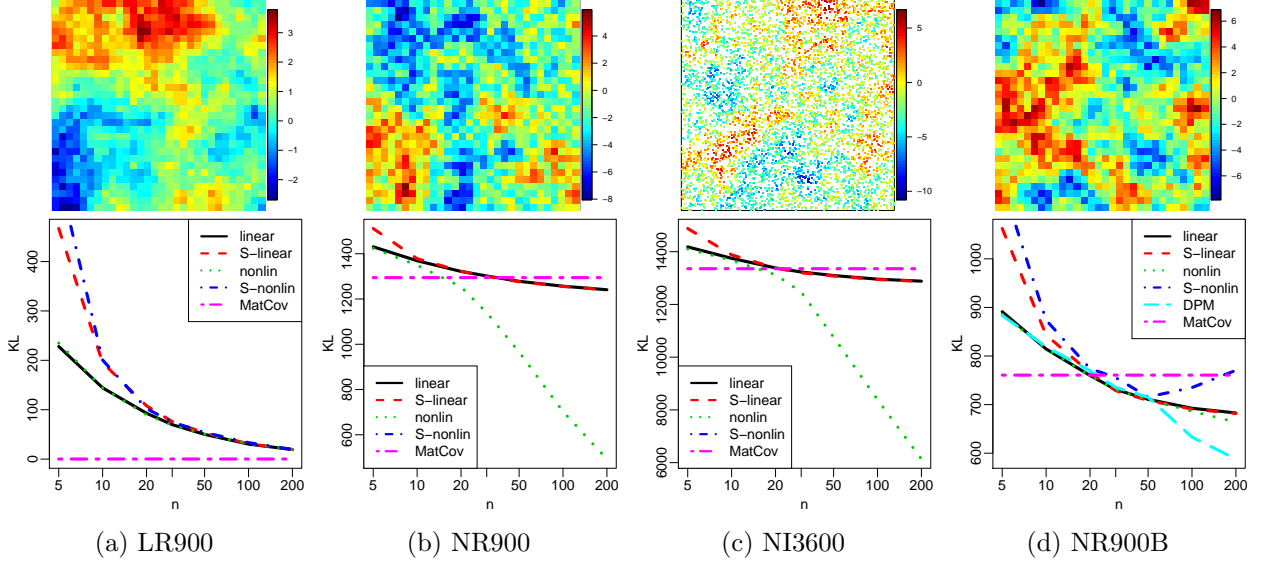 3
2
1
0
−1
−2
4
2
0
−2
−4
−6
−8
5
0
−5
−10
6
4
2
0
−2
−4
−6
KL
0
100
200
300
400
linear
S−linear
nonlin
S−nonlin
MatCov
5
10
20
50
100
200
n
KL
600
800
1000
1200
1400
linear
S−linear
nonlin
S−nonlin
MatCov
5
10
20
50
100
200
n
KL
6000
8000
10000
12000
14000
linear
S−linear
nonlin
S−nonlin
MatCov
5
10
20
50
100
200
n
KL
600
700
800
900
1000
linear
S−linear
nonlin
S−nonlin
DPM
MatCov
5
10
20
50
100
200
n
(a) LR900
(b) NR900
(c) NI3600
(d) NR900B